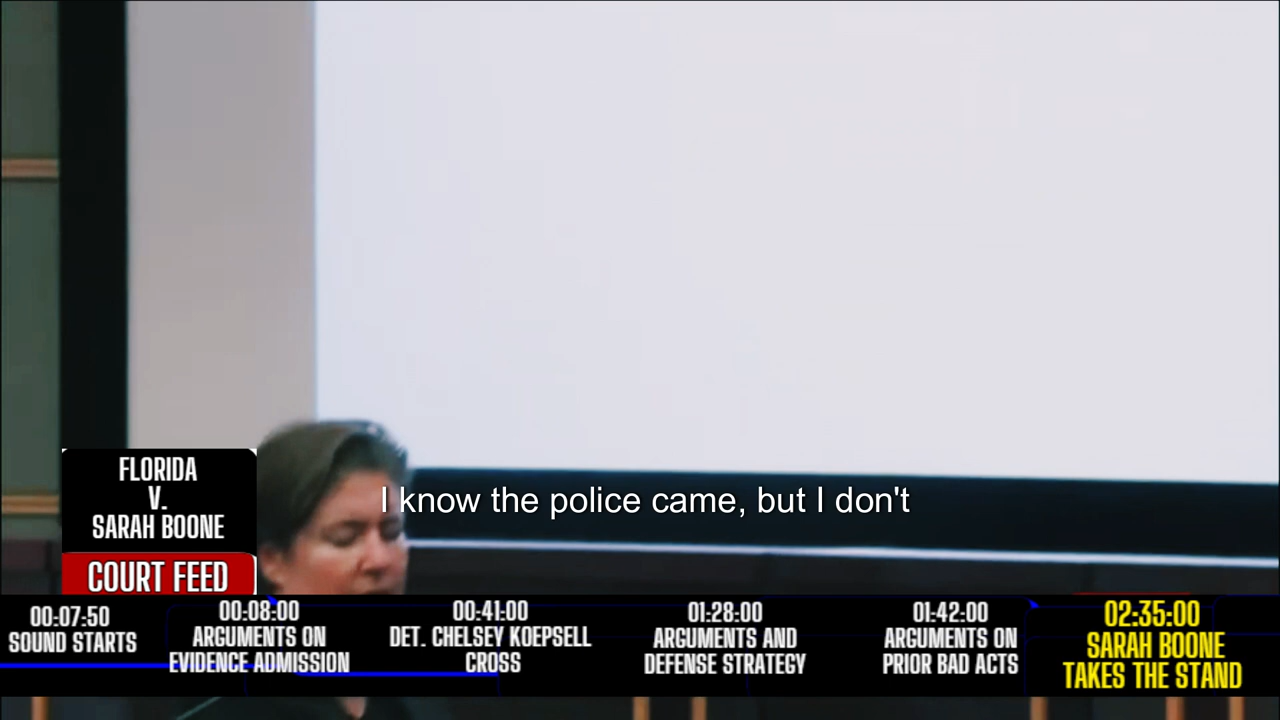 FLORIDA
V.
SARAH BOONE
COURT FEED
I know the police came, but I don't
00:07:50
SOUND STARTS
00:08:00
ARGUMENTS ON
EVIDENCE ADMISSION
00:41:00
DET. CHELSEY KOEPSELL
CROSS
01:28:00
ARGUMENTS AND
DEFENSE STRATEGY
01:42:00
ARGUMENTS ON
PRIOR BAD ACTS
02:35:00
SARAH BOONE
TAKES THE STAND